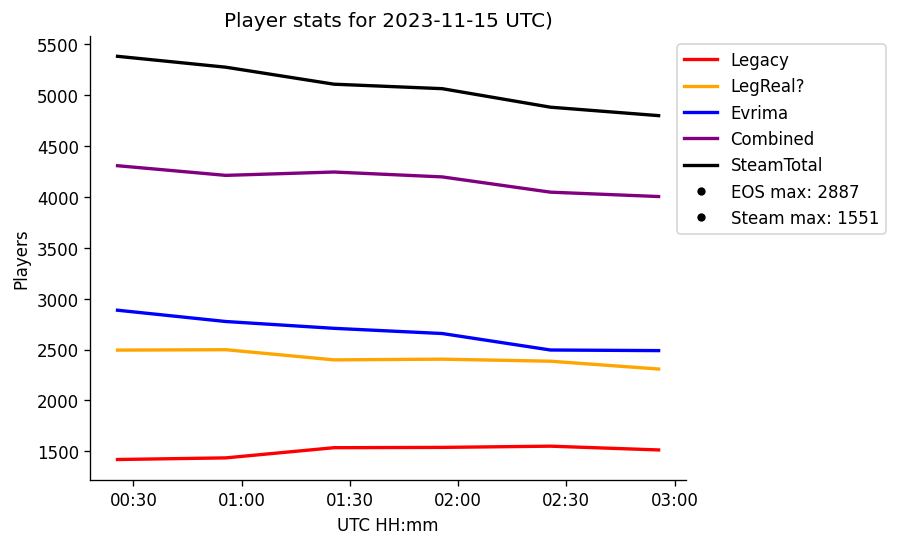 Player stats for 2023-11-15 UTC)
5500
5000
4500
4000
3500
3000
2500
2000
1500
Players
00:30 01:00 01:30 02:00 02:30 03:00
UTC HH:mm
Legacy
LegReal?
Evrima
Combined
SteamTotal
EOS max: 2887
Steam max: 1551